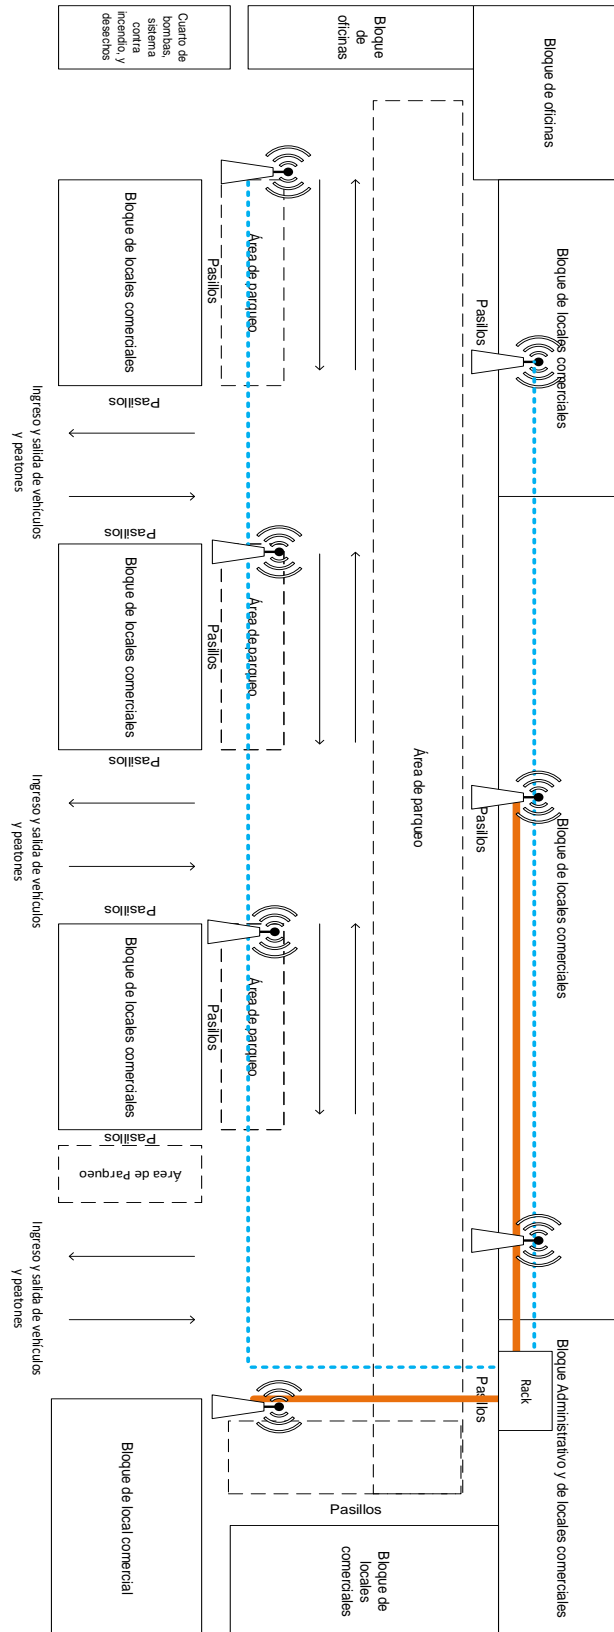 Cuarto de
bombas,
sistema
contra
incendio, y
desechos
Bloque
de
oficinas
Bloque de oficinas
Bloque de locales comerciales
Pasillos
Área de parqueo
Pasillos
Bloque de locales comerciales
Pasillos
Ingreso y salida de vehículos
y peatones
Pasillos
Bloque de locales comerciales
Pasillos
Área de parqueo
Pasillos
Área de parqueo
Pasillos
Bloque de locales comerciales
Ingreso y salida de vehículos
y peatones
Pasillos
Bloque de locales comerciales
Pasillos
Área de parqueo
Pasillos
Área de Parqueo
Ingreso y salida de vehículos
y peatones
Pasillos
Rack
Bloque Administrativo y de locales comerciales
Bloque de local comercial
Pasillos
Bloque de
locales
comerciales